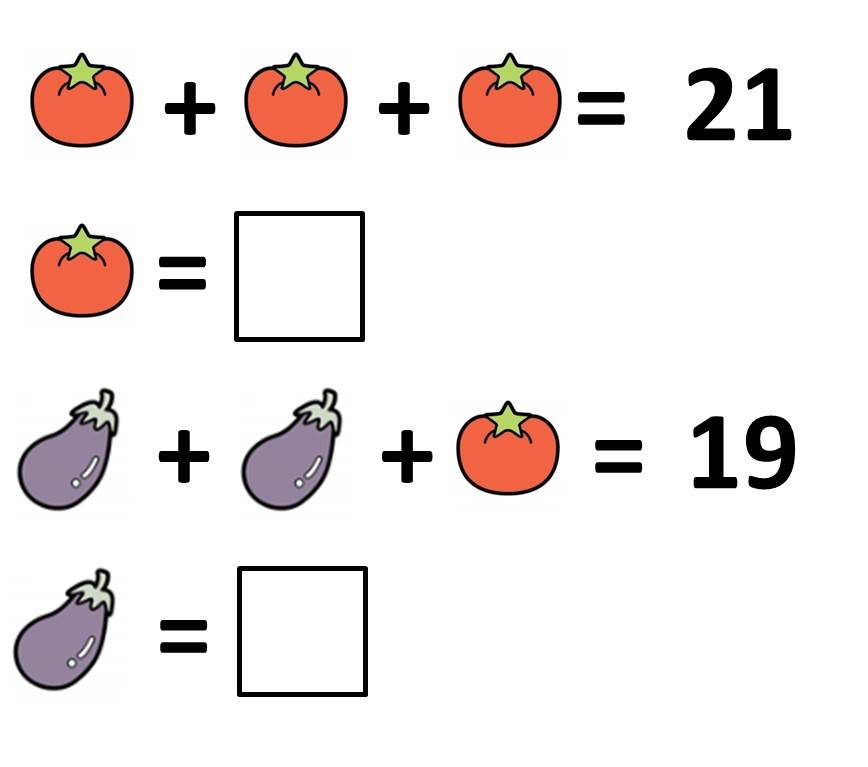 + + = 21
=
+ + = 19
=